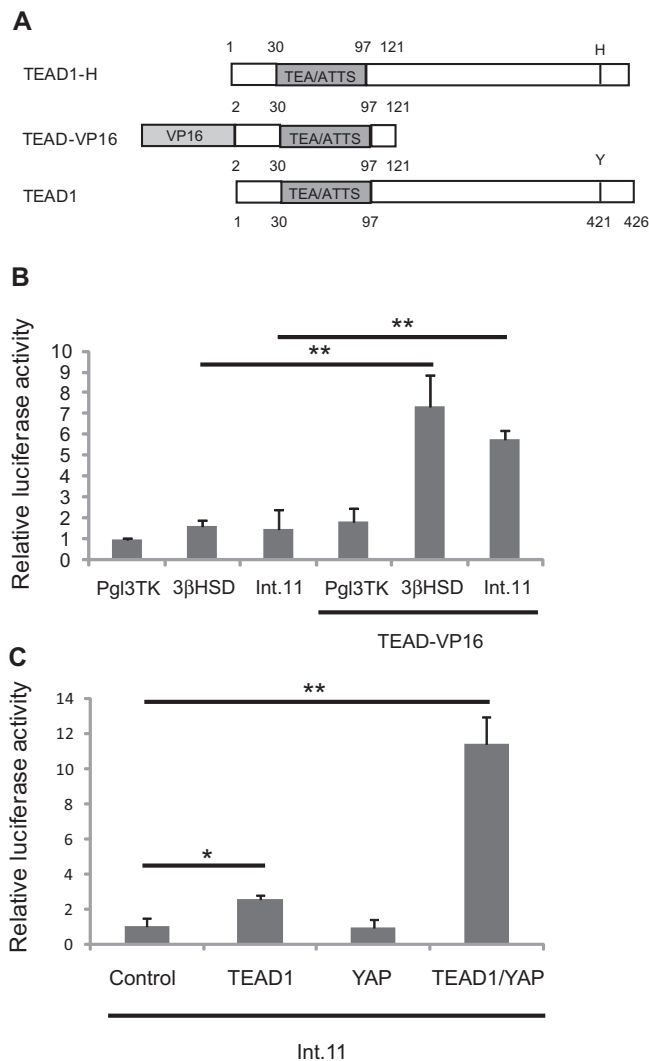 A
1 30 97 121 H
TEAD1-H TEA/ATTS
2 30 97 121
TEAD-VP16 VP16 TEA/ATTS
2 30 97 121 Y
TEAD1 TEA/ATTS
1 30 97 421 426
B
Relative luciferase activity
**
**
10
9
8
7
6
5
4
3
2
1
0
Pgl3TK 3βHSD Int.11 Pgl3TK 3βHSD Int.11
TEAD-VP16
C
Relative luciferase activity
**
*
14
12
10
8
6
4
2
0
Control TEAD1 YAP TEAD1/YAP
Int.11